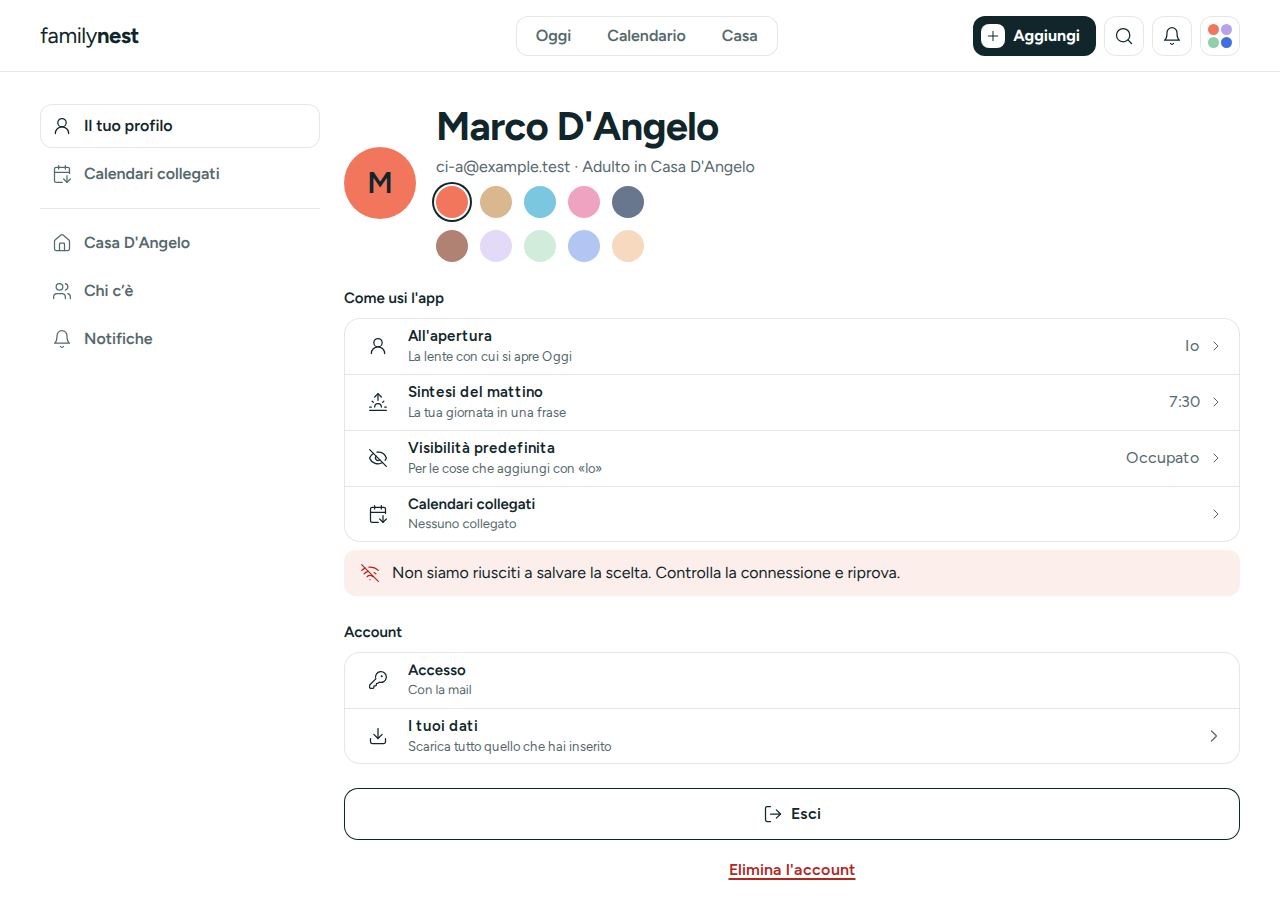 familynest
Oggi
Calendario
Casa
Aggiungi
Il tuo profilo
Calendari collegati
Casa D'Angelo
Chi c’è
Notifiche
M
Marco D'Angelo
ci-a@example.test · Adulto in Casa D'Angelo
Come usi l'app
All'apertura
La lente con cui si apre Oggi
Io
Sintesi del mattino
La tua giornata in una frase
7:30
Visibilità predefinita
Per le cose che aggiungi con «Io»
Occupato
Calendari collegati
Nessuno collegato
Non siamo riusciti a salvare la scelta. Controlla la connessione e riprova.
Account
Accesso
Con la mail
I tuoi dati
Scarica tutto quello che hai inserito
Esci
Elimina l'account